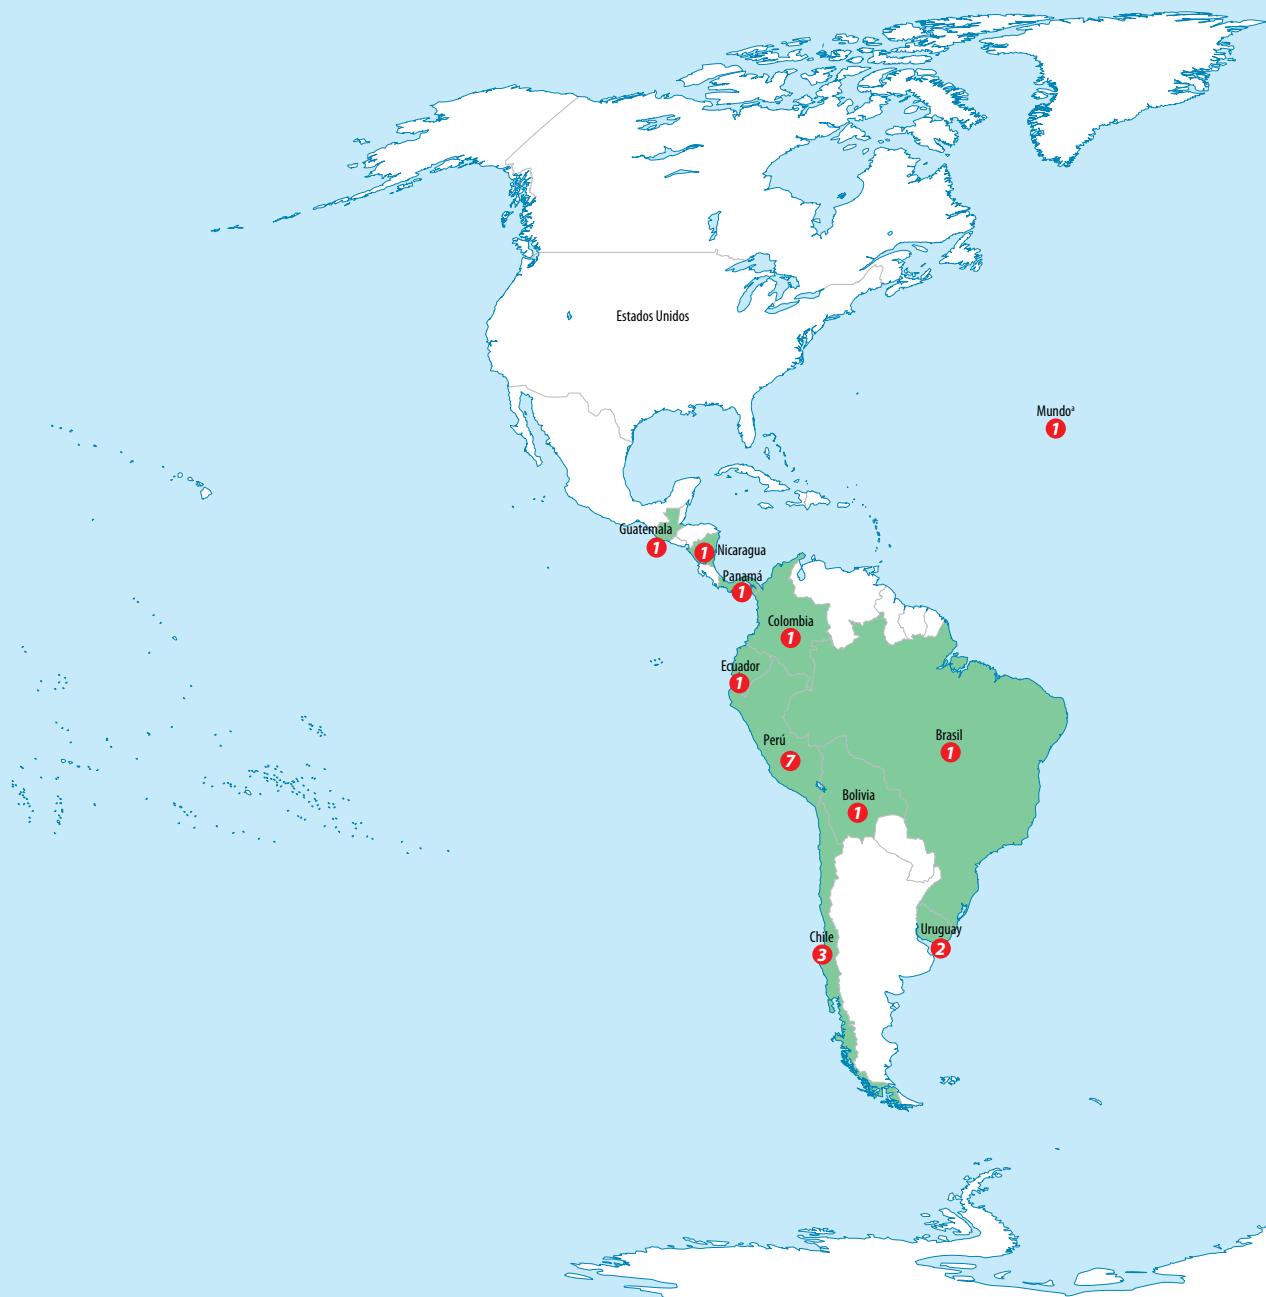 Estados Unidos
Mundoª
1
Guatemala
1
1 Nicaragua
Panamá
1
Colombia
1
Ecuador
1
Perú
7
Brasil
1
Bolivia
1
Uruguay
2
Chile
3